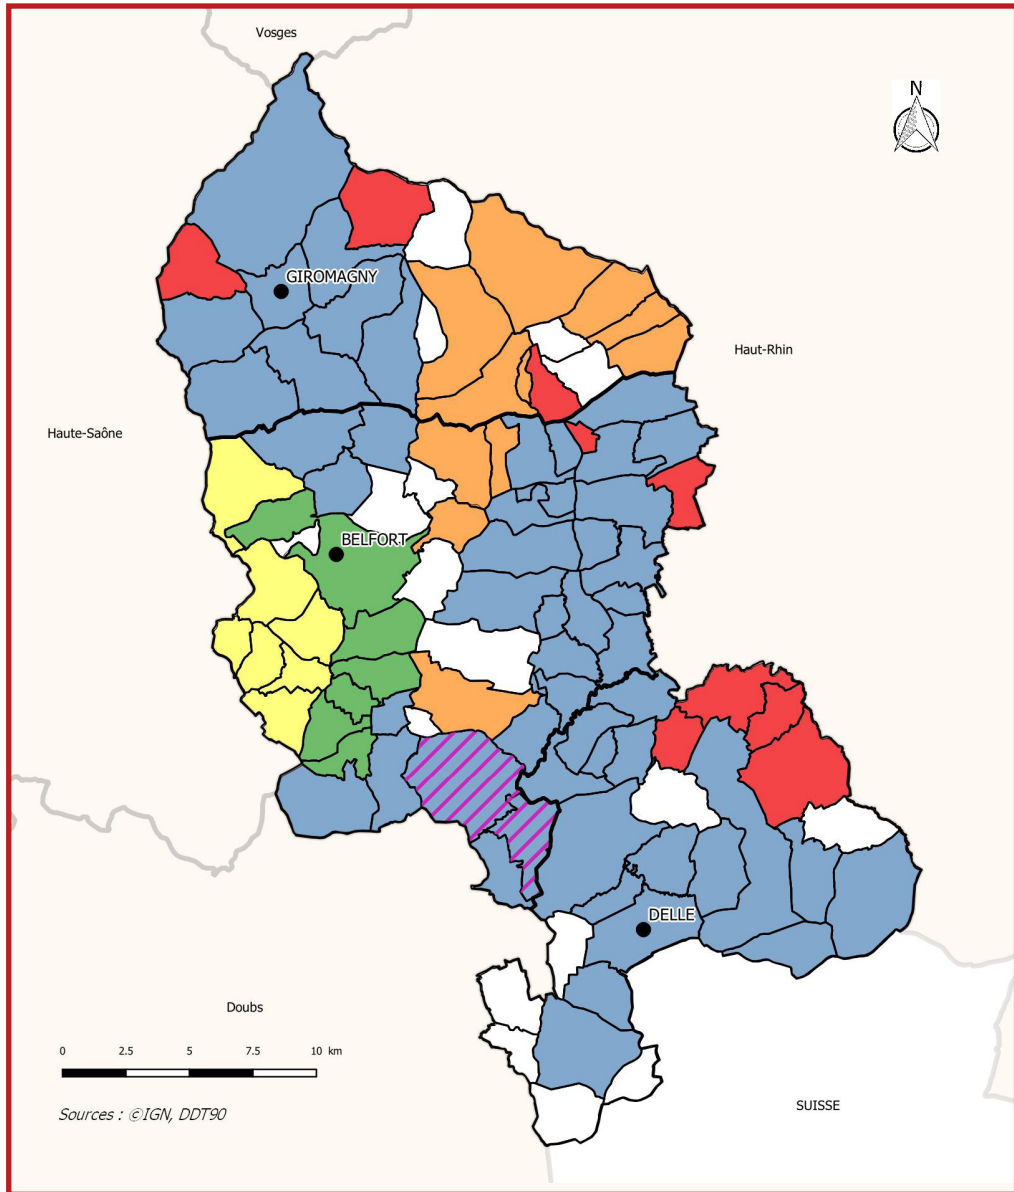 Vosges
N
GIROMAGNY
Haut-Rhin
Haute-Saône
BELFORT
DELLE
Doubs
0 2.5 5 7.5 10 km
SUISSE
Sources : ©IGN, DDT90